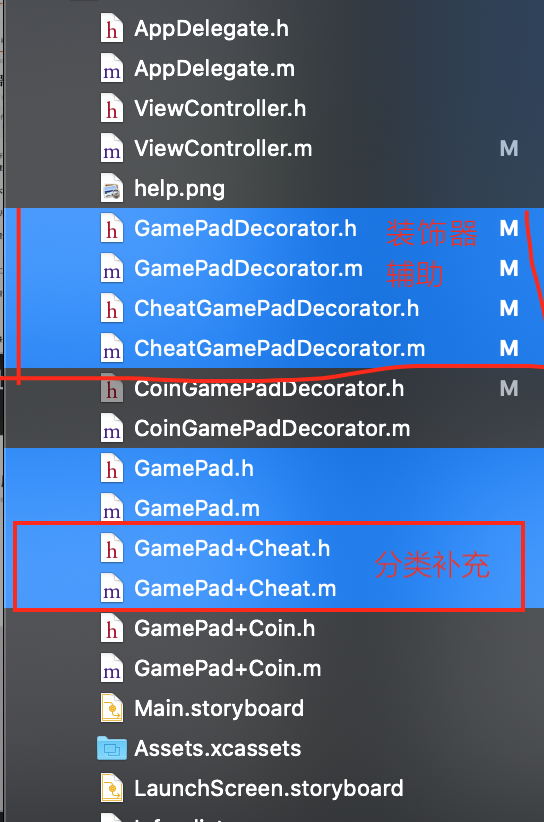 AppDelegate.h
AppDelegate.m
ViewController.h
ViewController.m M
help.png
GamePadDecorator.h 装饰器 M
GamePadDecorator.m 辅助 M
CheatGamePadDecorator.h M
CheatGamePadDecorator.m M
CoinGamePadDecorator.h M
CoinGamePadDecorator.m
GamePad.h
GamePad.m
GamePad+Cheat.h 分类补充
GamePad+Cheat.m
GamePad+Coin.h
GamePad+Coin.m
Main.storyboard
Assets.xcassets
LaunchScreen.storyboard